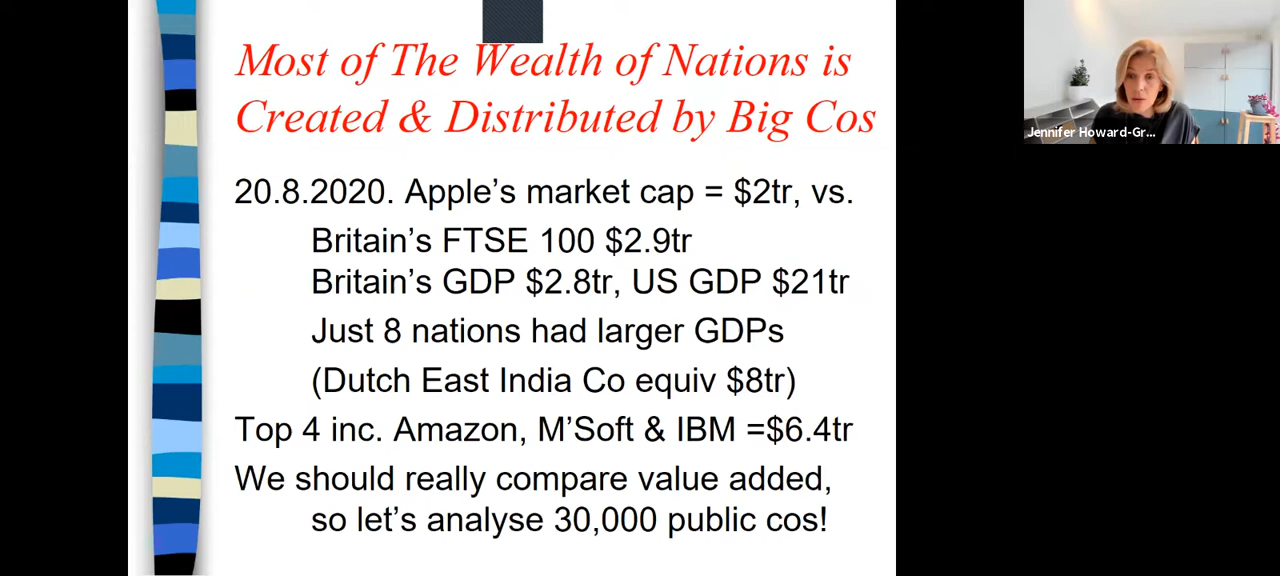 Most of The Wealth of Nations is
Created & Distributed by Big Cos
20.8.2020. Apple’s market cap = $2tr, vs.
Britain’s FTSE 100 $2.9tr
Britain’s GDP $2.8tr, US GDP $21tr
Just 8 nations had larger GDPs
(Dutch East India Co equiv $8tr)
Top 4 inc. Amazon, M’Soft & IBM =$6.4tr
We should really compare value added,
so let’s analyse 30,000 public cos!
Jennifer Howard-Gr...